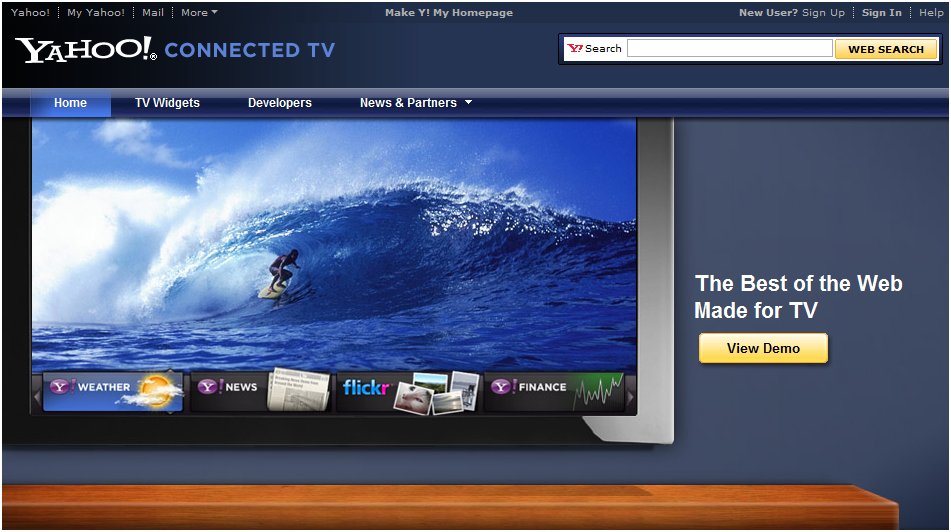 Yahoo! My Yahoo! Mail More Make Y! My Homepage New User? Sign Up Sign In Help
YAHOO!® CONNECTED TV
Y! Search WEB SEARCH
Home TV Widgets Developers News & Partners
The Best of the Web
Made for TV
View Demo
Y! WEATHER Y! NEWS flickr Y! FINANCE